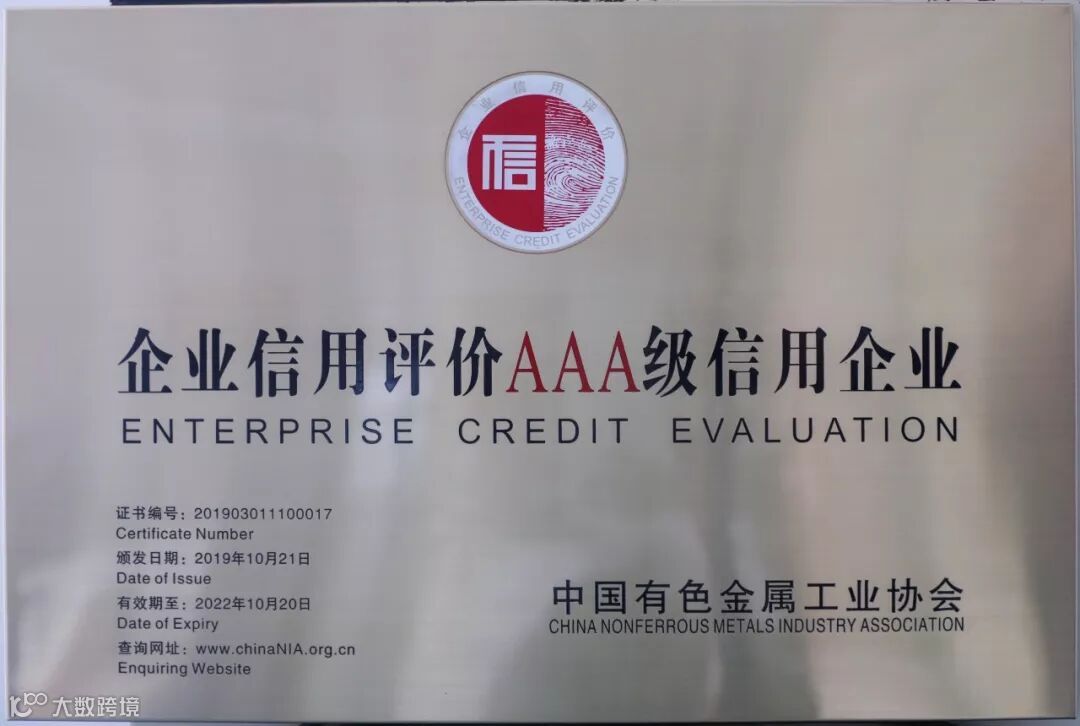 企业信用评价
信
ENTERPRISE CREDIT EVALUATION
企业信用评价AAA级信用企业
ENTERPRISE CREDIT EVALUATION
证书编号：201903011100017
Certificate Number
颁发日期：2019年10月21日
Date of Issue
有效期至：2022年10月20日
Date of Expiry
查询网址：www.chinaNIA.org.cn
Enquiring Website
中国有色金属工业协会
CHINA NONFERROUS METALS INDUSTRY ASSOCIATION
大数跨境